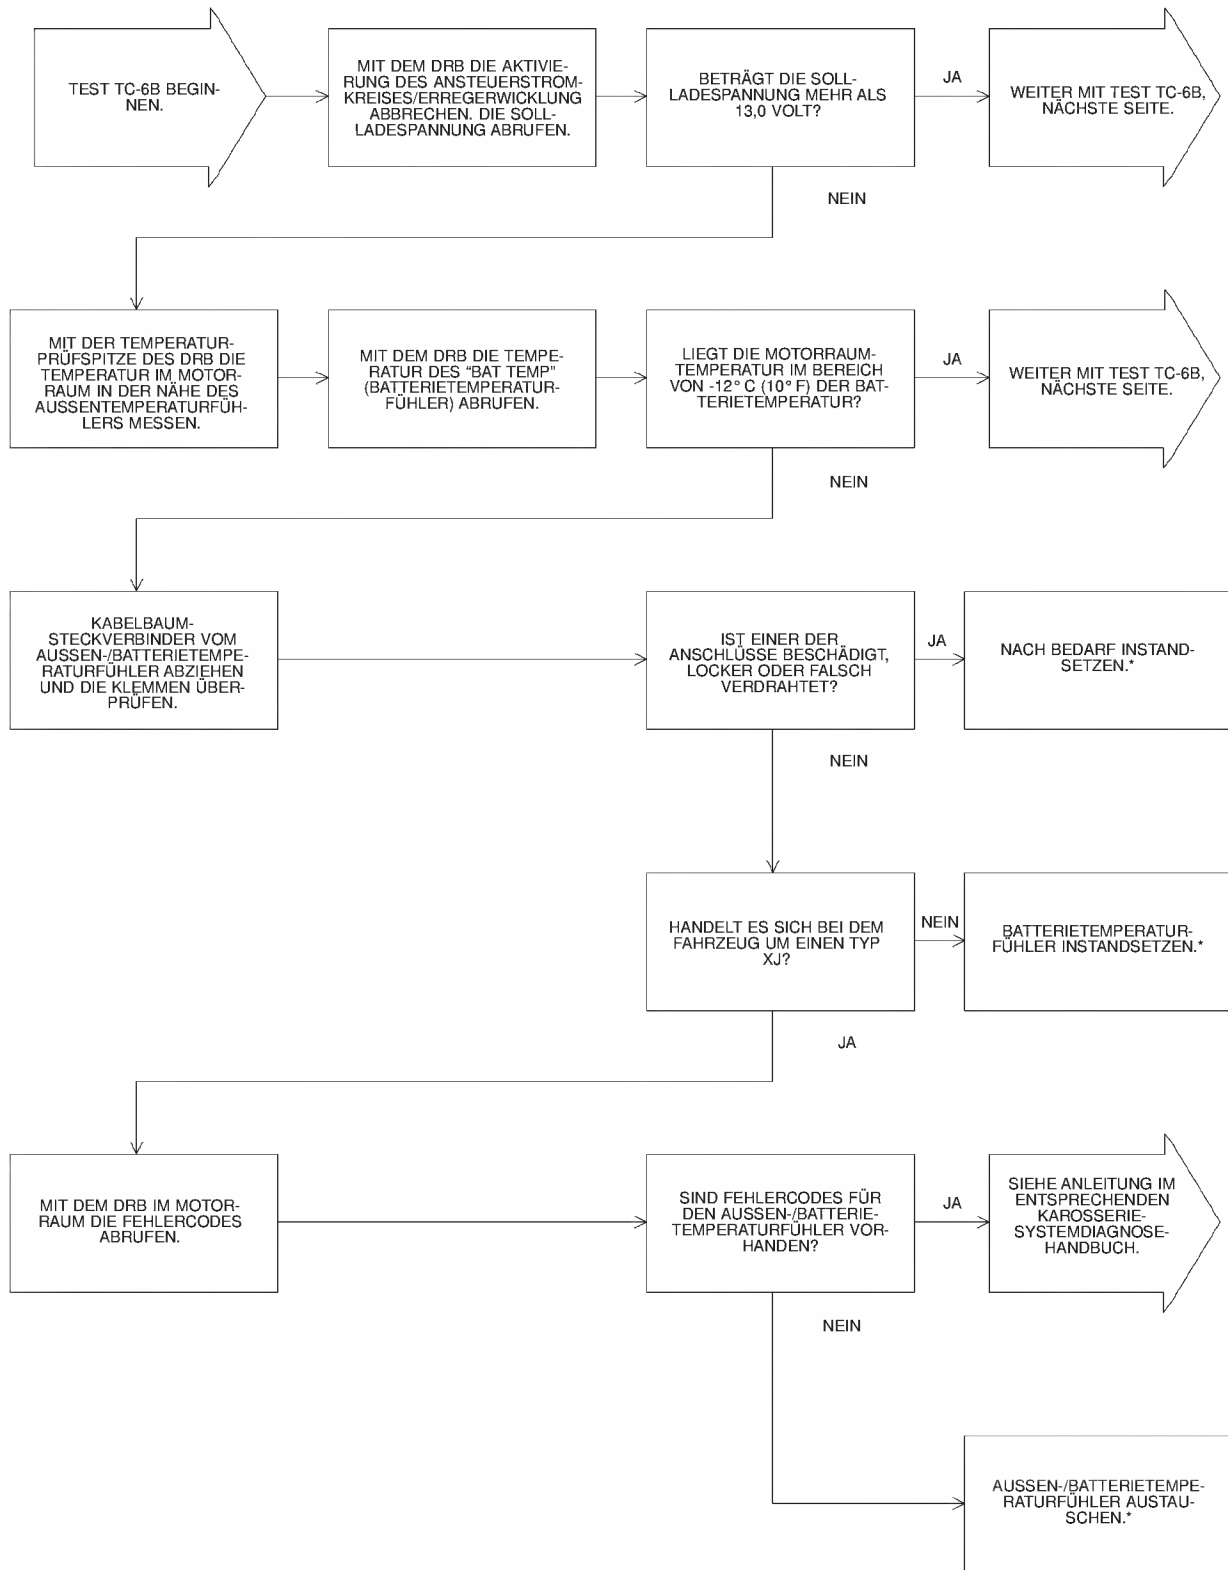 TEST TC-6B BEGIN-
NEN.
MIT DEM DRB DIE AKTIVIE-
RUNG DES ANSTEUERSTROM-
KREISES/ERREGERWICKLUNG
ABBRECHEN. DIE SOLL-
LADESPANNUNG ABRUFEN.
BETRÄGT DIE SOLL-
LADESPANNUNG MEHR ALS
13,0 VOLT?
JA
WEITER MIT TEST TC-6B,
NÄCHSTE SEITE.
NEIN
MIT DER TEMPERATUR-
PRÜFSPITZE DES DRB DIE
TEMPERATUR IM MOTOR-
RAUM IN DER NÄHE DES
AUSSENTEMPERATURFÜH-
LERS MESSEN.
MIT DEM DRB DIE TEMPE-
RATUR DES "BAT TEMP"
(BATTERIETEMPERATUR-
FÜHLER) ABRUFEN.
LIEGT DIE MOTORRAUM-
TEMPERATUR IM BEREICH
VON -12° C (10° F) DER BAT-
TERIETEMPERATUR?
JA
WEITER MIT TEST TC-6B,
NÄCHSTE SEITE.
NEIN
KABELBAUM-
STECKVERBINDER VOM
AUSSEN-/BATTERIETEMPE-
RATURFÜHLER ABZIEHEN
UND DIE KLEMMEN ÜBER-
PRÜFEN.
IST EINER DER
ANSCHLÜSSE BESCHÄDIGT,
LOCKER ODER FALSCH
VERDRAHTET?
JA
NACH BEDARF INSTAND-
SETZEN.*
NEIN
HANDELT ES SICH BEI DEM
FAHRZEUG UM EINEN TYP
XJ?
NEIN
BATTERIETEMPERATUR-
FÜHLER INSTANDSETZEN.*
JA
MIT DEM DRB IM MOTOR-
RAUM DIE FEHLERCODES
ABRUFEN.
SIND FEHLERCODES FÜR
DEN AUSSEN-/BATTERIE-
TEMPERATURFÜHLER VOR-
HANDEN?
JA
SIEHE ANLEITUNG IM
ENTSPRECHENDEN
KAROSSERIE-
SYSTEMDIAGNOSE-
HANDBUCH.
NEIN
AUSSEN-/BATTERIETEMPE-
RATURFÜHLER AUSTAU-
SCHEN.*